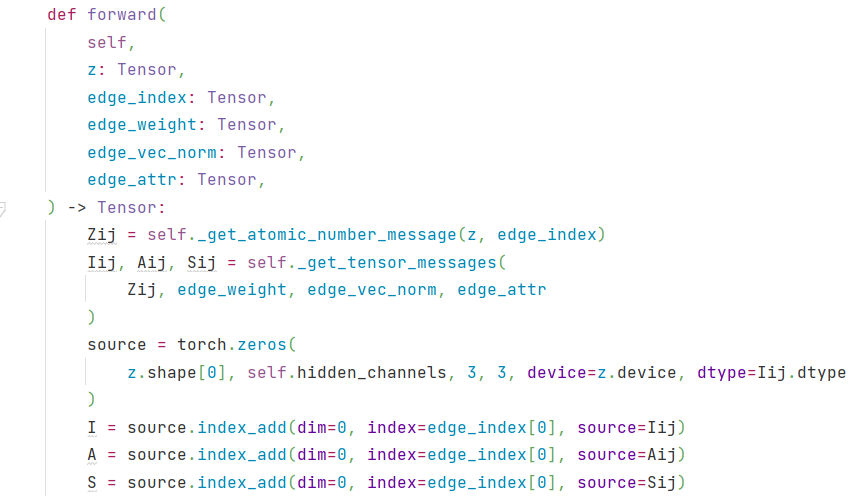 def forward(
    self,
    z: Tensor,
    edge_index: Tensor,
    edge_weight: Tensor,
    edge_vec_norm: Tensor,
    edge_attr: Tensor,
) -> Tensor:
    Zij = self._get_atomic_number_message(z, edge_index)
    Iij, Aij, Sij = self._get_tensor_messages(
        Zij, edge_weight, edge_vec_norm, edge_attr
    )
    source = torch.zeros(
        z.shape[0], self.hidden_channels, 3, 3, device=z.device, dtype=Iij.dtype
    )
    I = source.index_add(dim=0, index=edge_index[0], source=Iij)
    A = source.index_add(dim=0, index=edge_index[0], source=Aij)
    S = source.index_add(dim=0, index=edge_index[0], source=Sij)